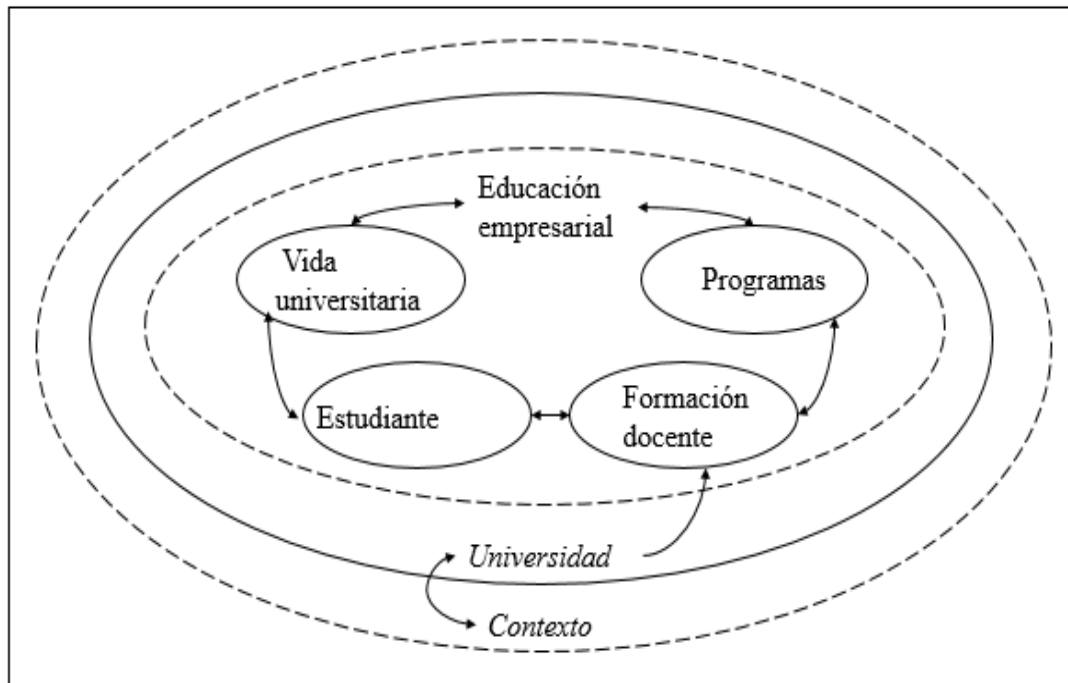 Educación
empresarial
Vida
universitaria
Programas
Estudiante
Formación
docente
Universidad
Contexto